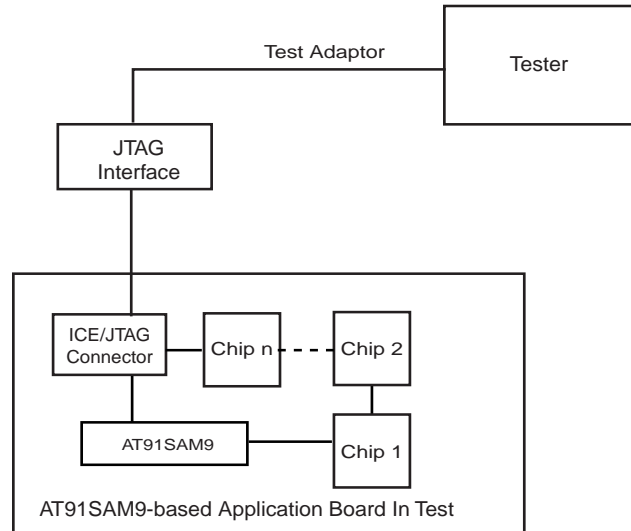 Test Adaptor
Tester
JTAG
Interface
ICE/JTAG
Connector
Chip n
Chip 2
AT91SAM9
Chip 1
AT91SAM9-based Application Board In Test